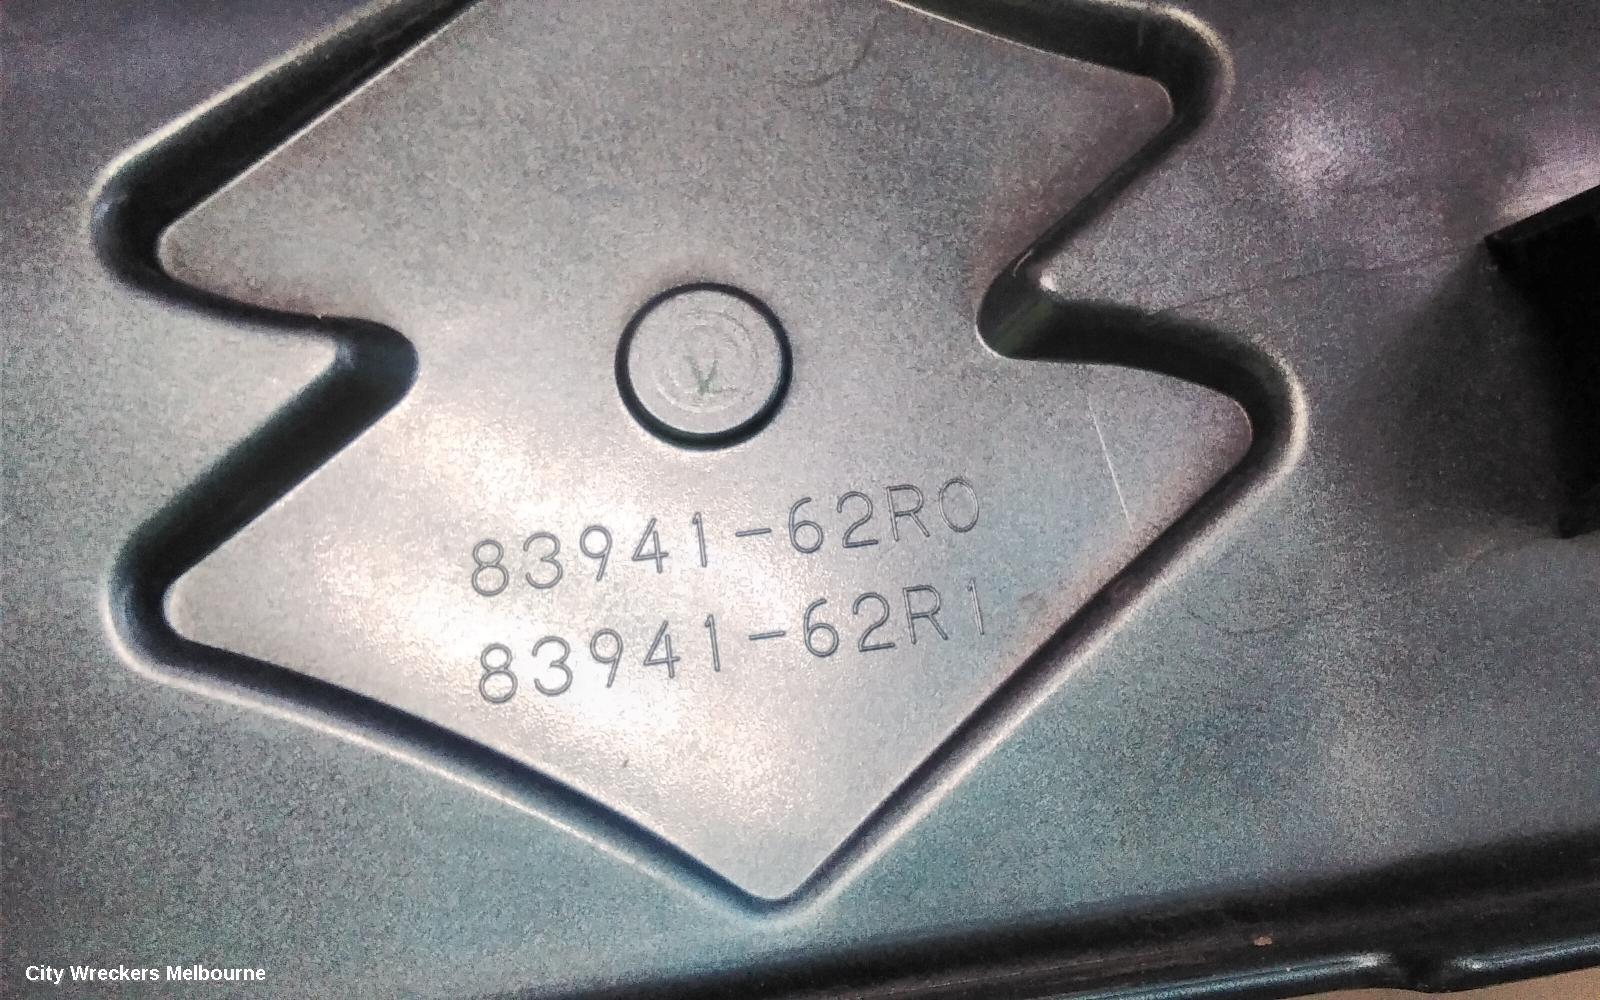 83941-62R0
83941-62R1
City Wreckers Melbourne